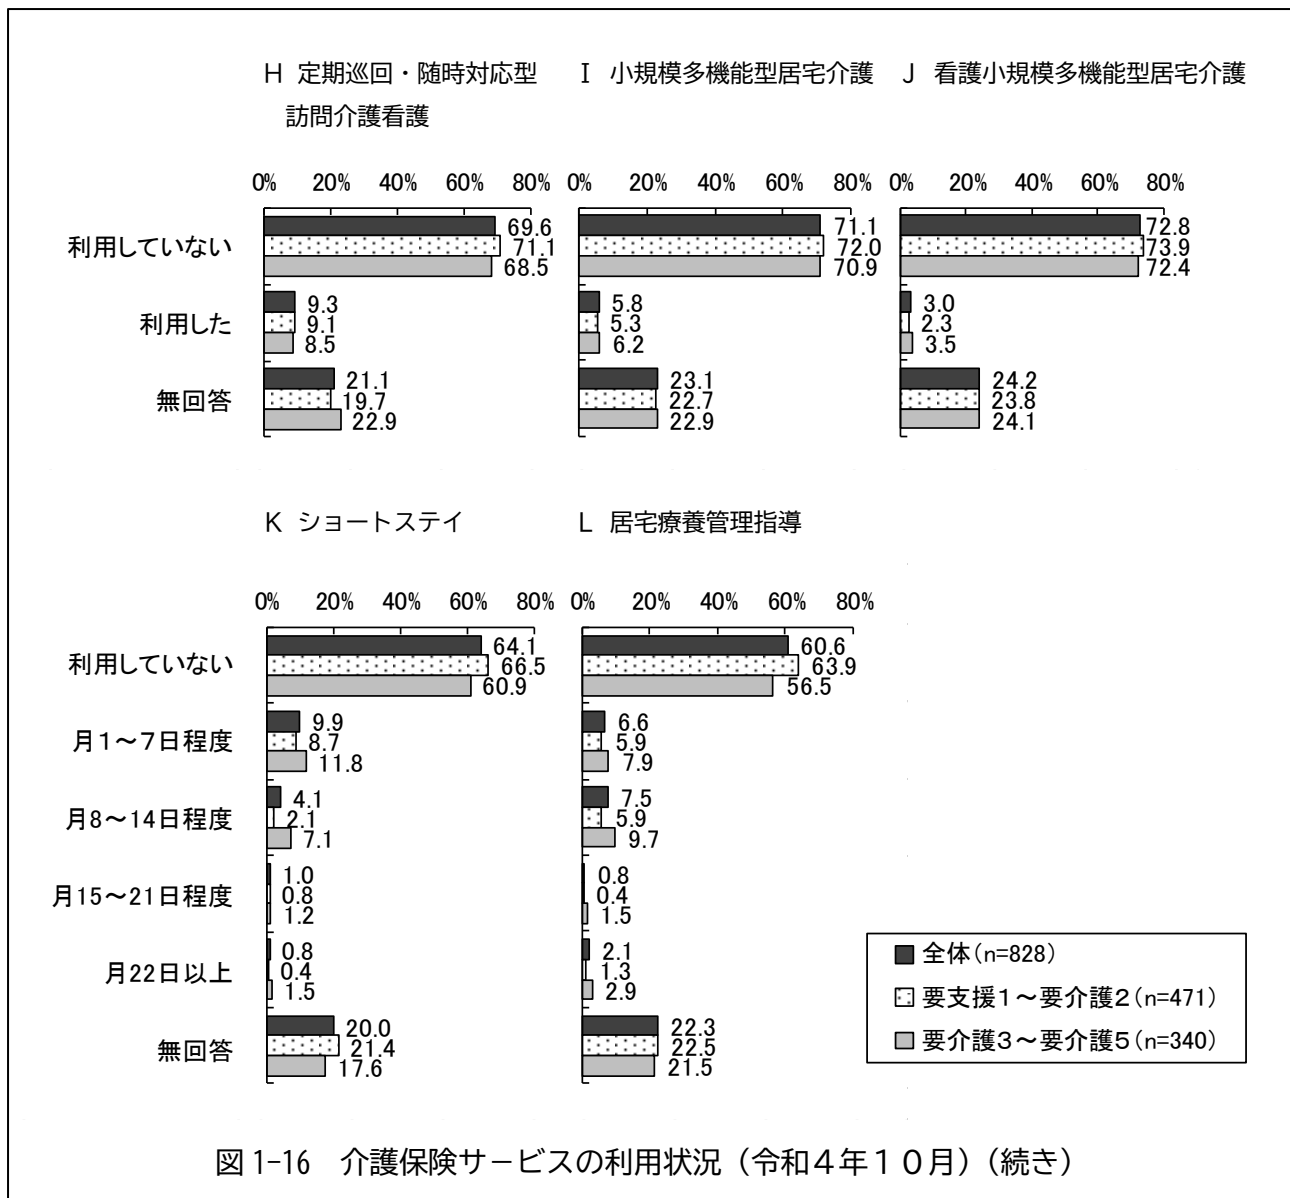 H 定期巡回・随時対応型
訪問介護看護
I 小規模多機能型居宅介護
J 看護小規模多機能型居宅介護
0% 20% 40% 60% 80%
0% 20% 40% 60% 80%
0% 20% 40% 60% 80%
利用していない
69.6
71.1
68.5
71.1
72.0
70.9
72.8
73.9
72.4
利用した
9.3
9.1
8.5
5.8
5.3
6.2
3.0
2.3
3.5
無回答
21.1
19.7
22.9
23.1
22.7
22.9
24.2
23.8
24.1
K ショートステイ
L 居宅療養管理指導
0% 20% 40% 60% 80%
0% 20% 40% 60% 80%
利用していない
64.1
66.5
60.9
60.6
63.9
56.5
月１～７日程度
9.9
8.7
11.8
6.6
5.9
7.9
月8～14日程度
4.1
2.1
7.1
7.5
5.9
9.7
月15～21日程度
1.0
0.8
1.2
0.8
0.4
1.5
月22日以上
0.8
0.4
1.5
2.1
1.3
2.9
無回答
20.0
21.4
17.6
22.3
22.5
21.5
全体(n=828)
要支援１～要介護２(n=471)
要介護３～要介護５(n=340)
図 1-16 介護保険サービスの利用状況（令和４年１０月）（続き）